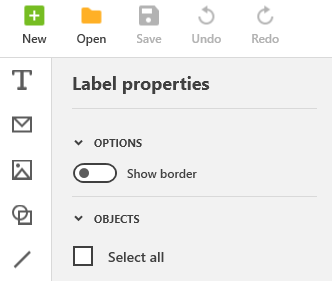 New Open Save Undo Redo
Label properties
OPTIONS
Show border
OBJECTS
Select all